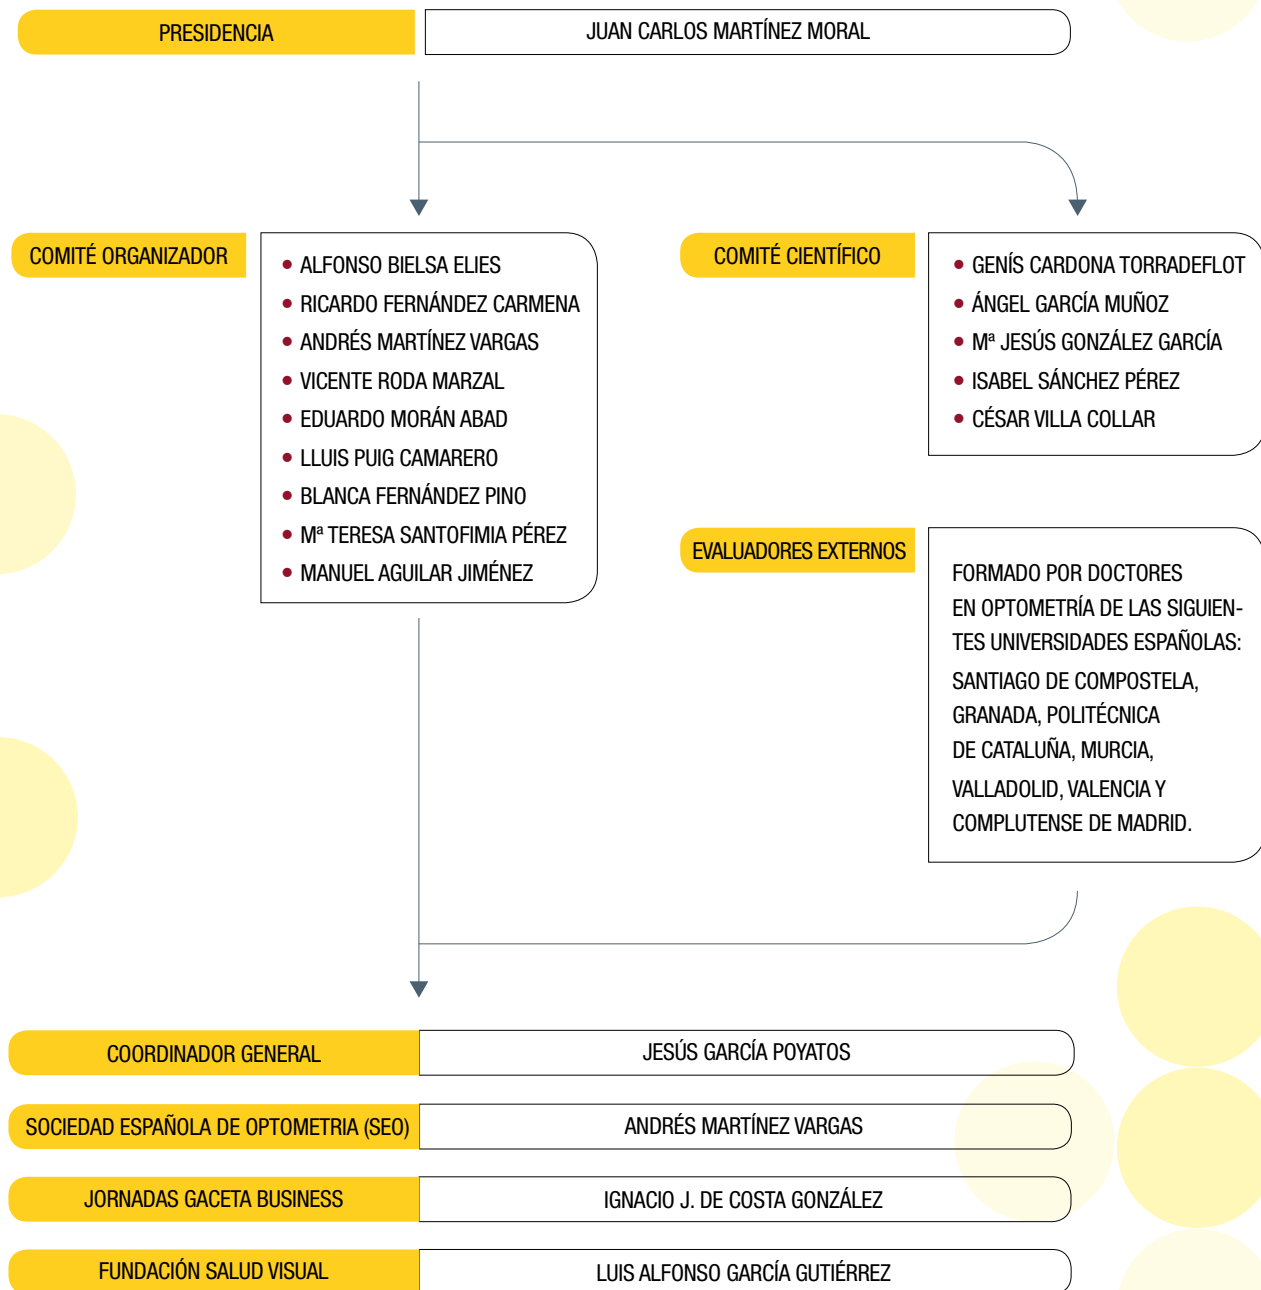 PRESIDENCIA
JUAN CARLOS MARTÍNEZ MORAL
COMITÉ ORGANIZADOR
• ALFONSO BIELSA ELIES
• RICARDO FERNÁNDEZ CARMENA
• ANDRÉS MARTÍNEZ VARGAS
• VICENTE RODA MARZAL
• EDUARDO MORÁN ABAD
• LLUIS PUIG CAMARERO
• BLANCA FERNÁNDEZ PINO
• Mª TERESA SANTOFIMIA PÉREZ
• MANUEL AGUILAR JIMÉNEZ
COMITÉ CIENTÍFICO
• GENÍS CARDONA TORRADEFLOT
• ÁNGEL GARCÍA MUÑOZ
• Mª JESÚS GONZÁLEZ GARCÍA
• ISABEL SÁNCHEZ PÉREZ
• CÉSAR VILLA COLLAR
EVALUADORES EXTERNOS
FORMADO POR DOCTORES
EN OPTOMETRÍA DE LAS SIGUIEN-
TES UNIVERSIDADES ESPAÑOLAS:
SANTIAGO DE COMPOSTELA,
GRANADA, POLITÉCNICA
DE CATALUÑA, MURCIA,
VALLADOLID, VALENCIA Y
COMPLUTENSE DE MADRID.
COORDINADOR GENERAL
JESÚS GARCÍA POYATOS
SOCIEDAD ESPAÑOLA DE OPTOMETRIA (SEO)
ANDRÉS MARTÍNEZ VARGAS
JORNADAS GACETA BUSINESS
IGNACIO J. DE COSTA GONZÁLEZ
FUNDACIÓN SALUD VISUAL
LUIS ALFONSO GARCÍA GUTIÉRREZ